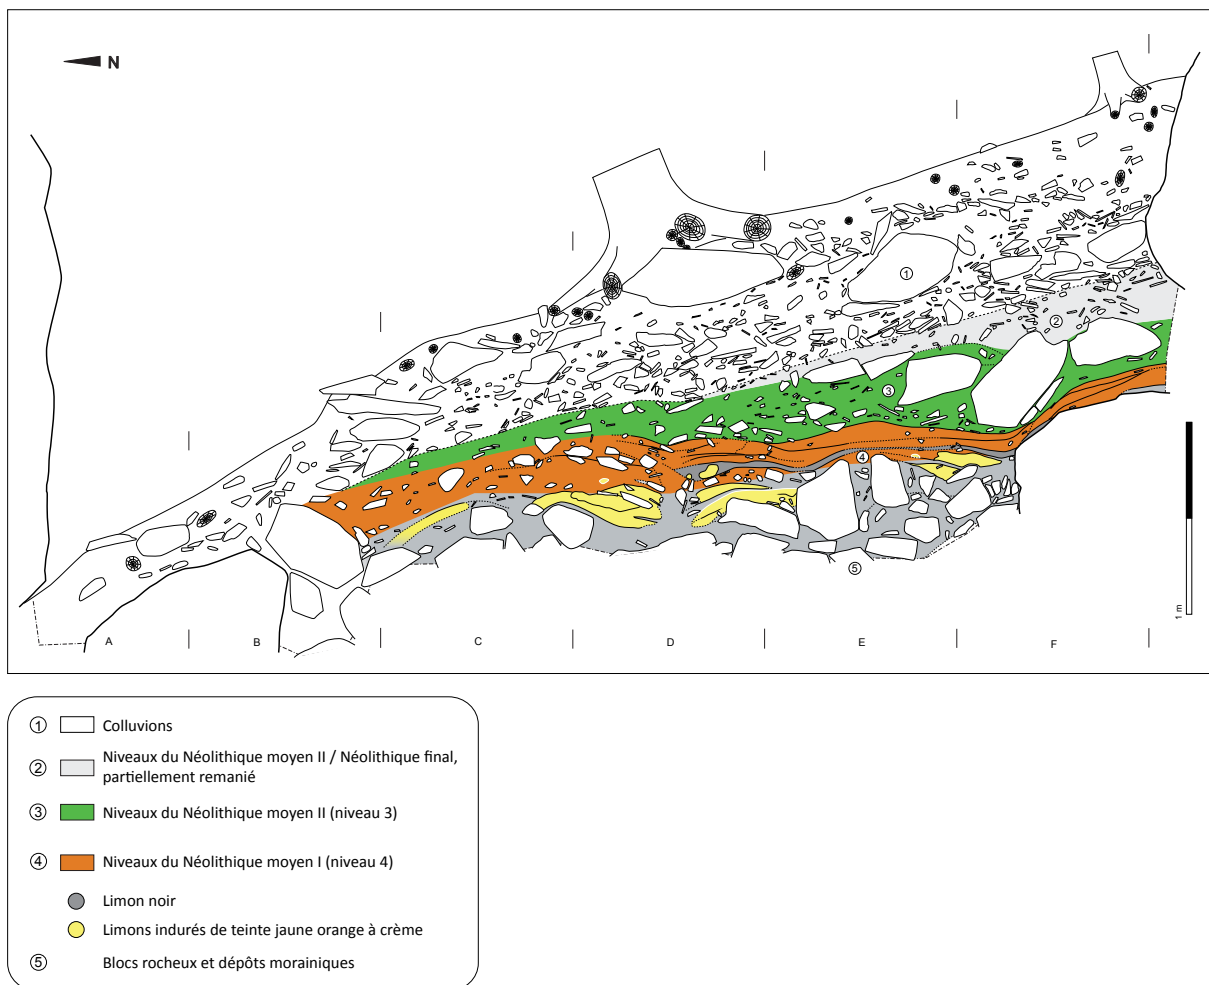 N
1
2
3
4
5
1 m
A B C D E F
1 Colluvions
2 Niveaux du Néolithique moyen II / Néolithique final,
partiellement remanié
3 Niveaux du Néolithique moyen II (niveau 3)
4 Niveaux du Néolithique moyen I (niveau 4)
Limon noir
Limons indurés de teinte jaune orange à crème
5 Blocs rocheux et dépôts morainiques